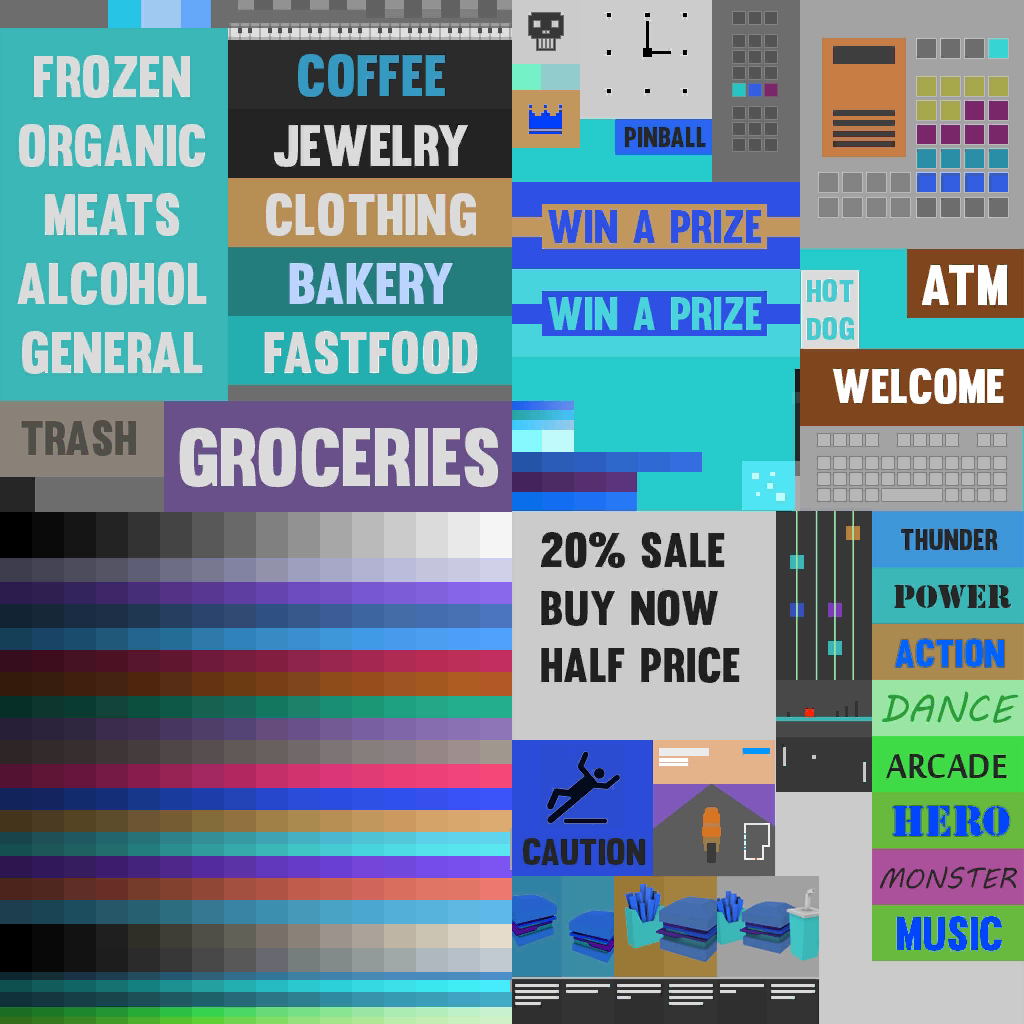 FROZEN
ORGANIC
MEATS
ALCOHOL
GENERAL
COFFEE
JEWELRY
CLOTHING
BAKERY
FASTFOOD
TRASH
GROCERIES
PINBALL
WIN A PRIZE
WIN A PRIZE
HOT
DOG
ATM
WELCOME
20% SALE
BUY NOW
HALF PRICE
CAUTION
THUNDER
POWER
ACTION
DANCE
ARCADE
HERO
MONSTER
MUSIC